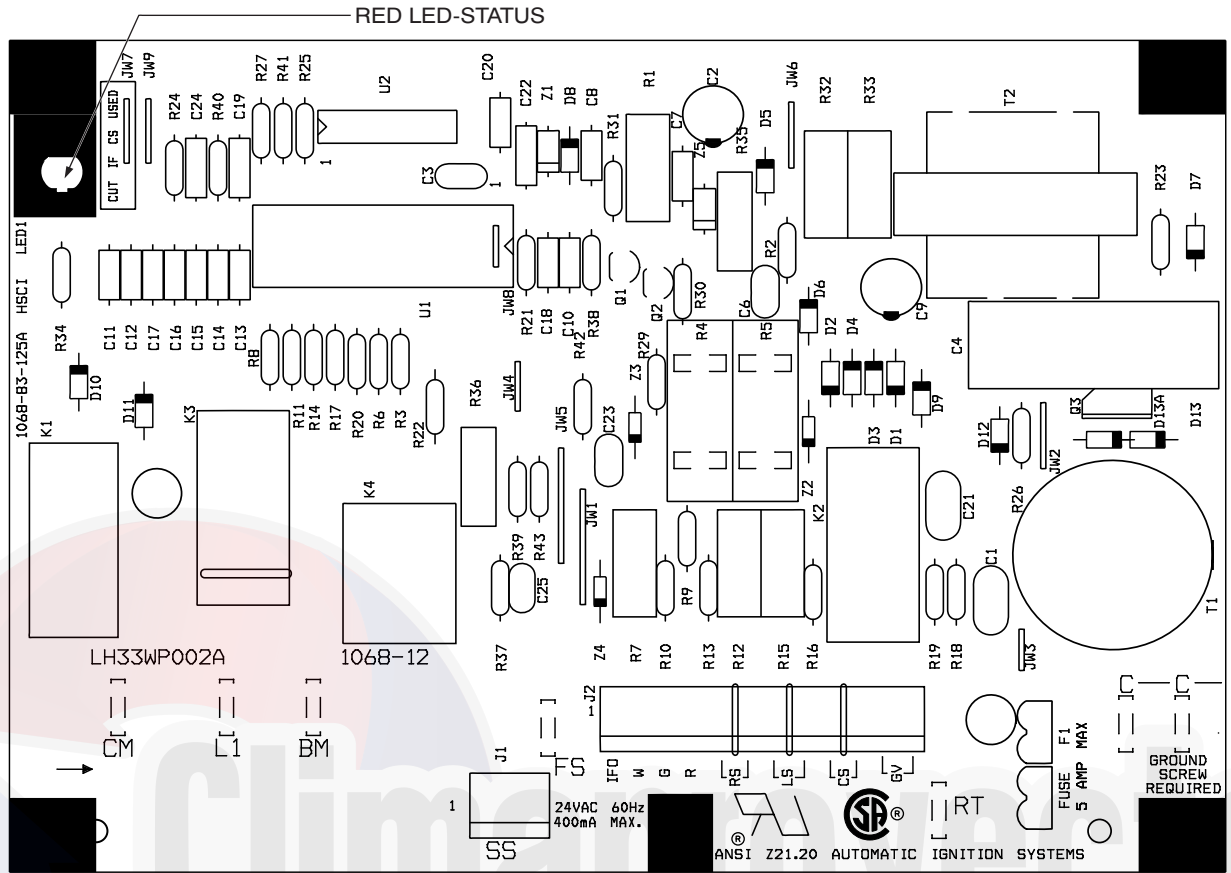 RED LED-STATUS
JW7
JW9
CUT IF CS USED
R24
C24
R40
C19
R27
R41
R25
U2
1
C20
C22
Z1
D8
C8
C3
1
R31
R1
C7
C2
Z5
R35
D5
JW6
R32
R33
T2
R23
D7
LED1
HSCI
1068-83-125A
R34
C11
C12
C17
C16
C15
C14
C13
U1
JW8
R21
C18
C10
R38
Q1
Q2
R30
C6
R2
D6
C9
C4
D10
D11
K1
K3
R8
R11
R14
R17
R20
R6
R3
R22
R36
JW4
R42
JW5
C23
R29
Z3
R4
R5
D2
D4
D3
D1
D9
Z2
K2
Q3
D13A
D13
D12
JW2
R26
C21
C1
T1
K4
R39
R43
JW1
C25
R37
Z4
R7
R10
R9
R13
R12
R15
R16
R19
R18
JW3
LH33WP002A
1068-12
CM
L1
BM
J1
1
SS
FS
24VAC 60Hz
400mA MAX.
J2
1
IFO
W
G
R
RS
LS
CS
GV
®
SA ®
RT
ANSI Z21.20 AUTOMATIC IGNITION SYSTEMS
F1
FUSE
5 AMP MAX
C
C
GROUND
SCREW
REQUIRED
Climaproyect